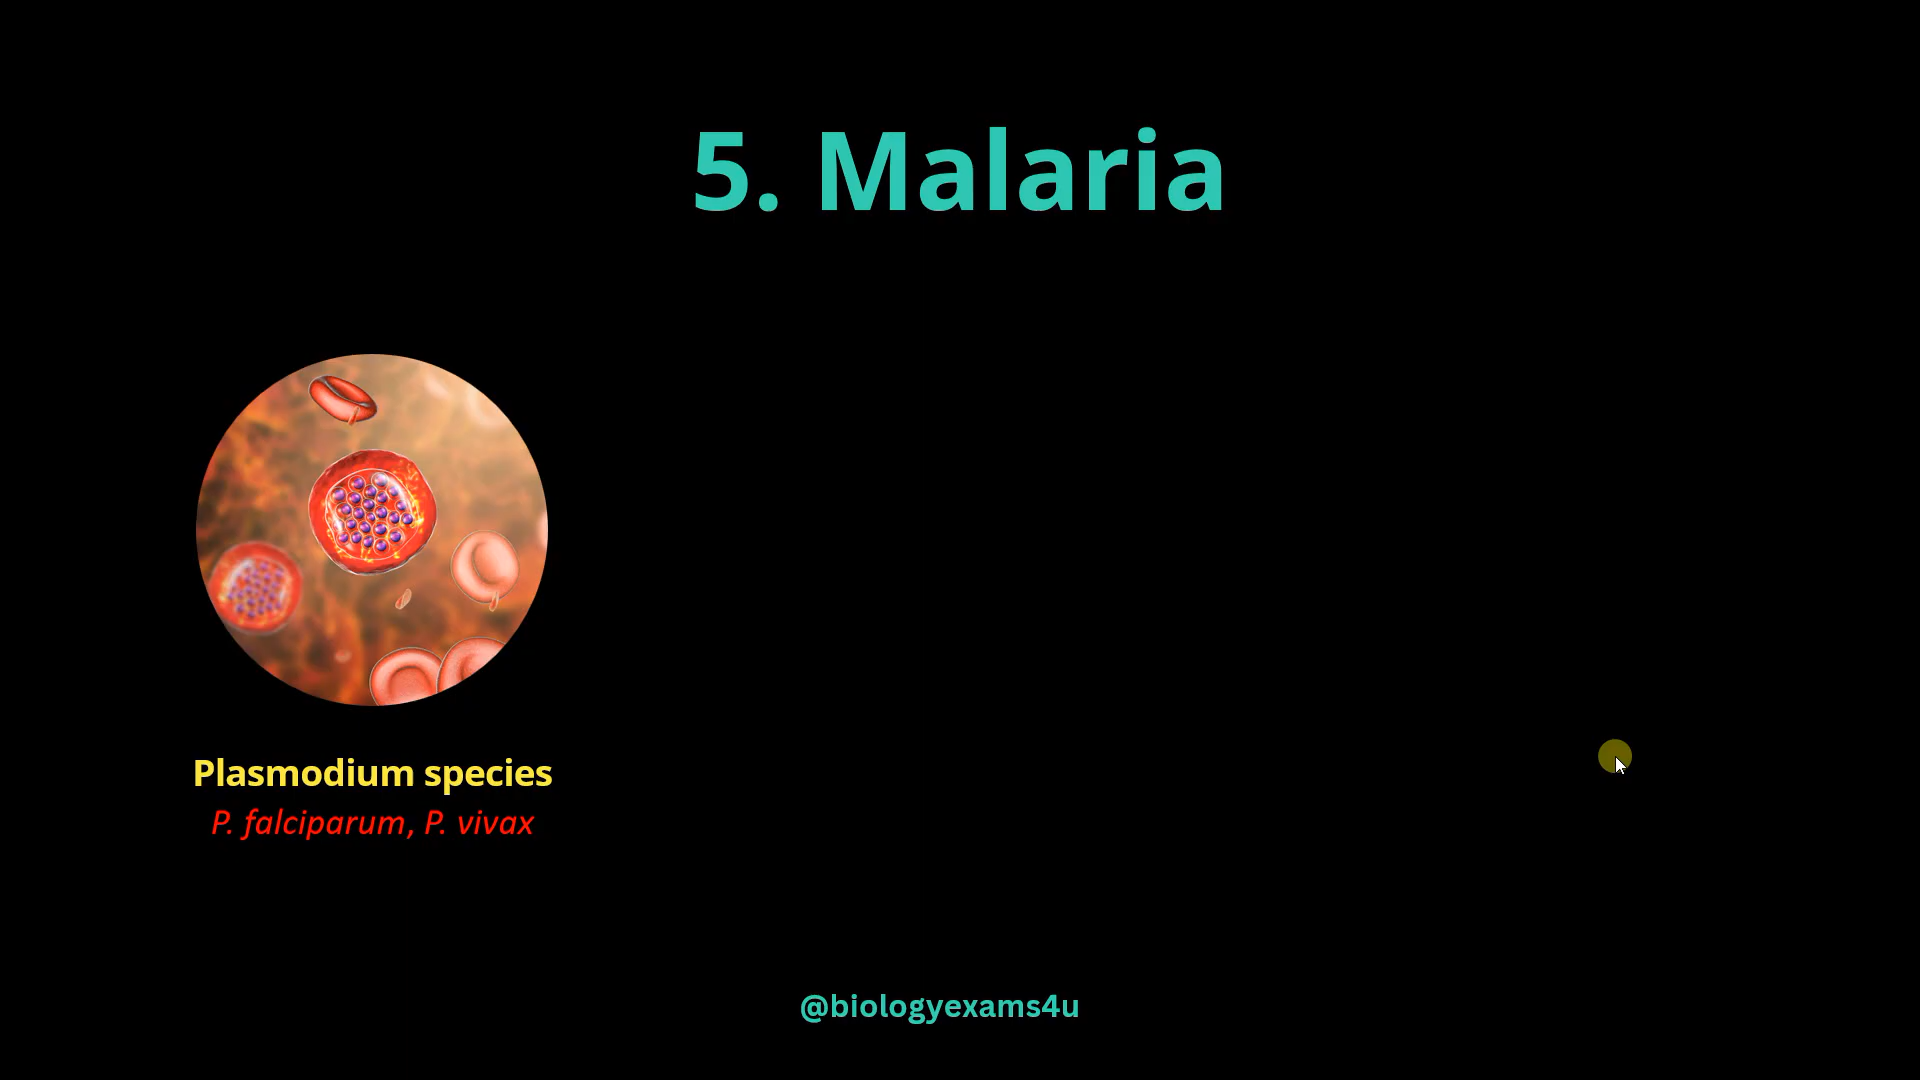 5. Malaria
Plasmodium species
P. falciparum, P. vivax
@biologyexams4u